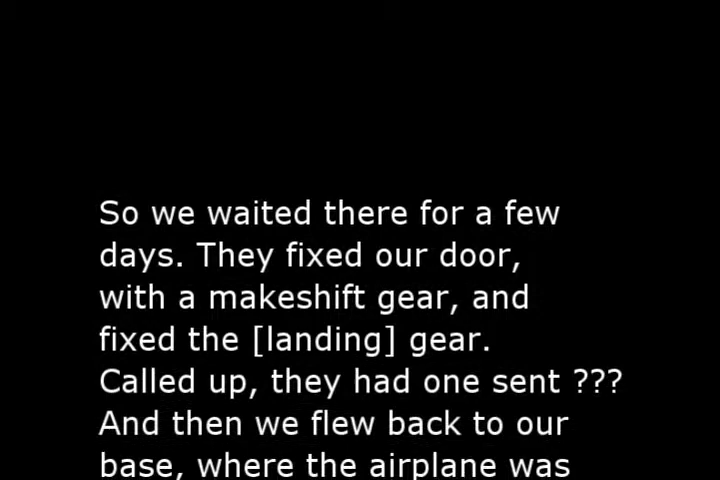 So we waited there for a few
days. They fixed our door,
with a makeshift gear, and
fixed the [landing] gear.
Called up, they had one sent ???
And then we flew back to our
base, where the airplane was